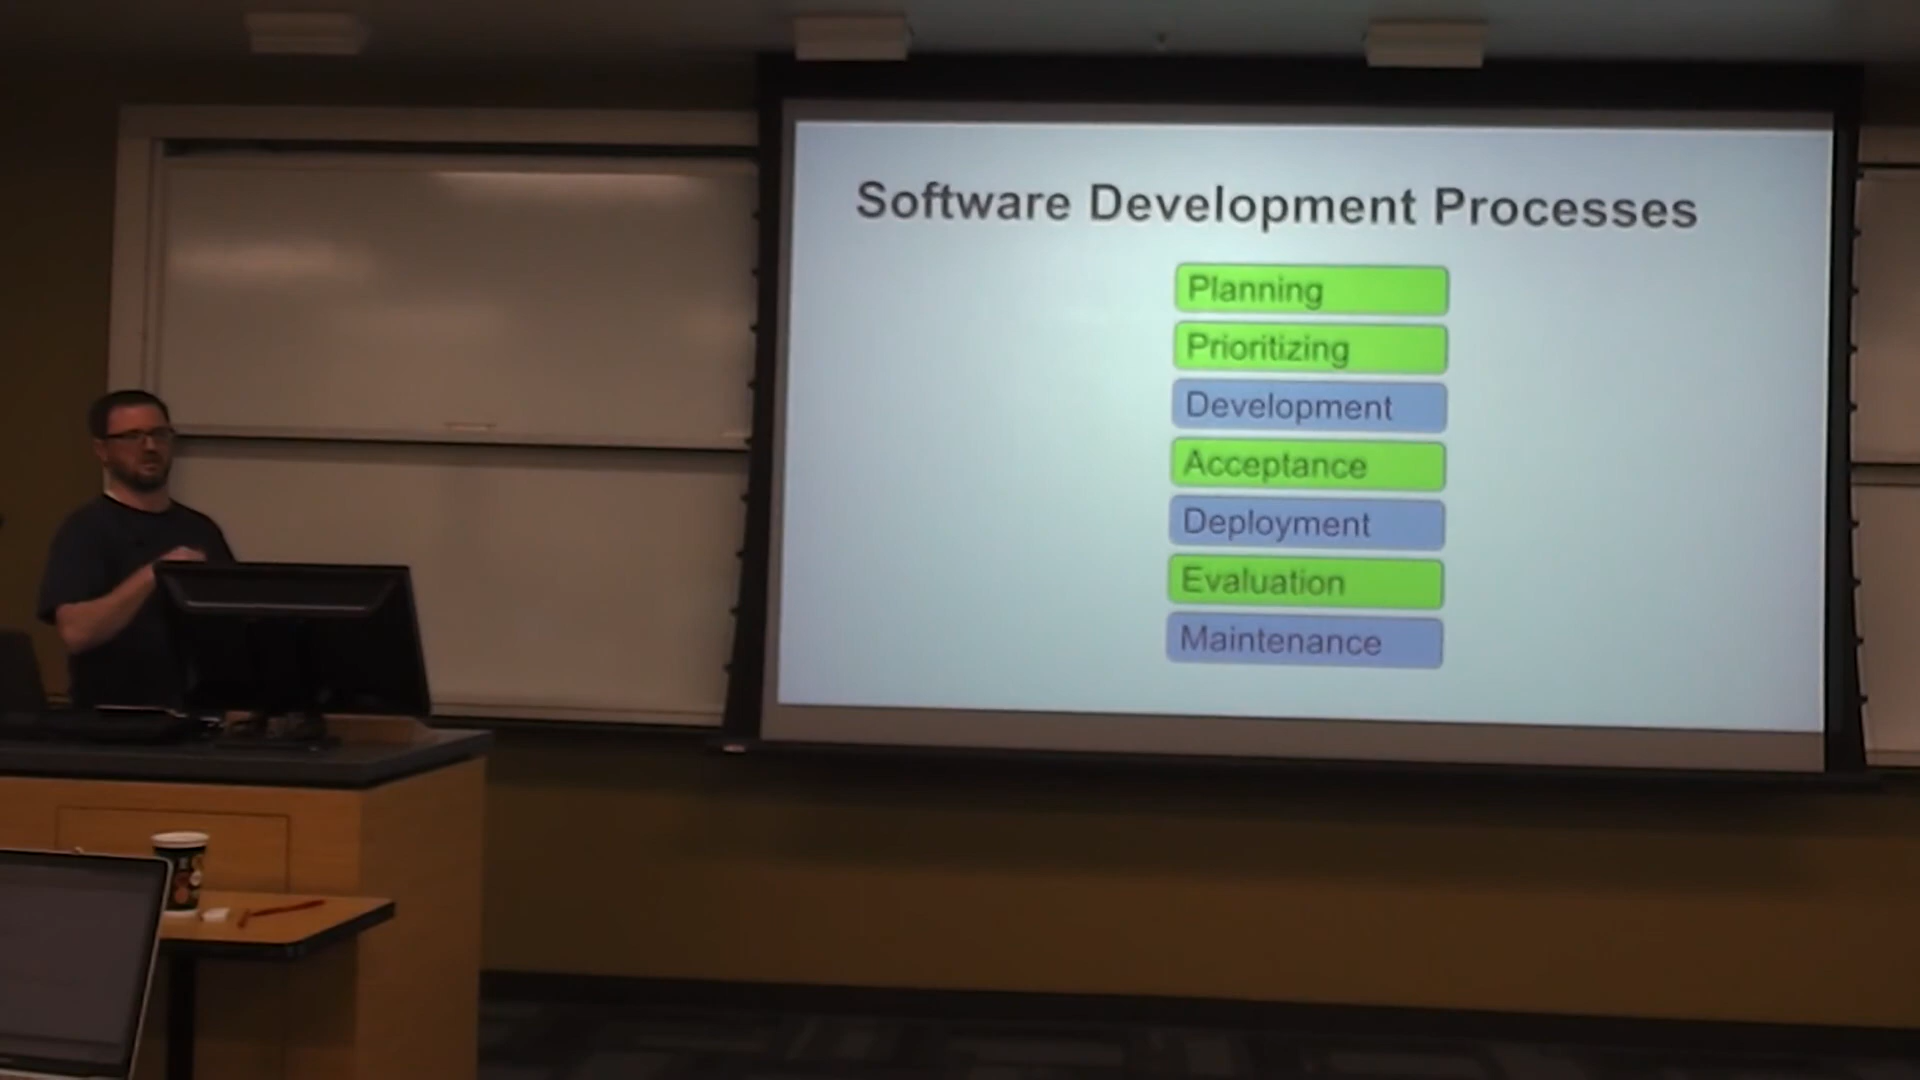 Software Development Processes
Planning
Prioritizing
Development
Acceptance
Deployment
Evaluation
Maintenance